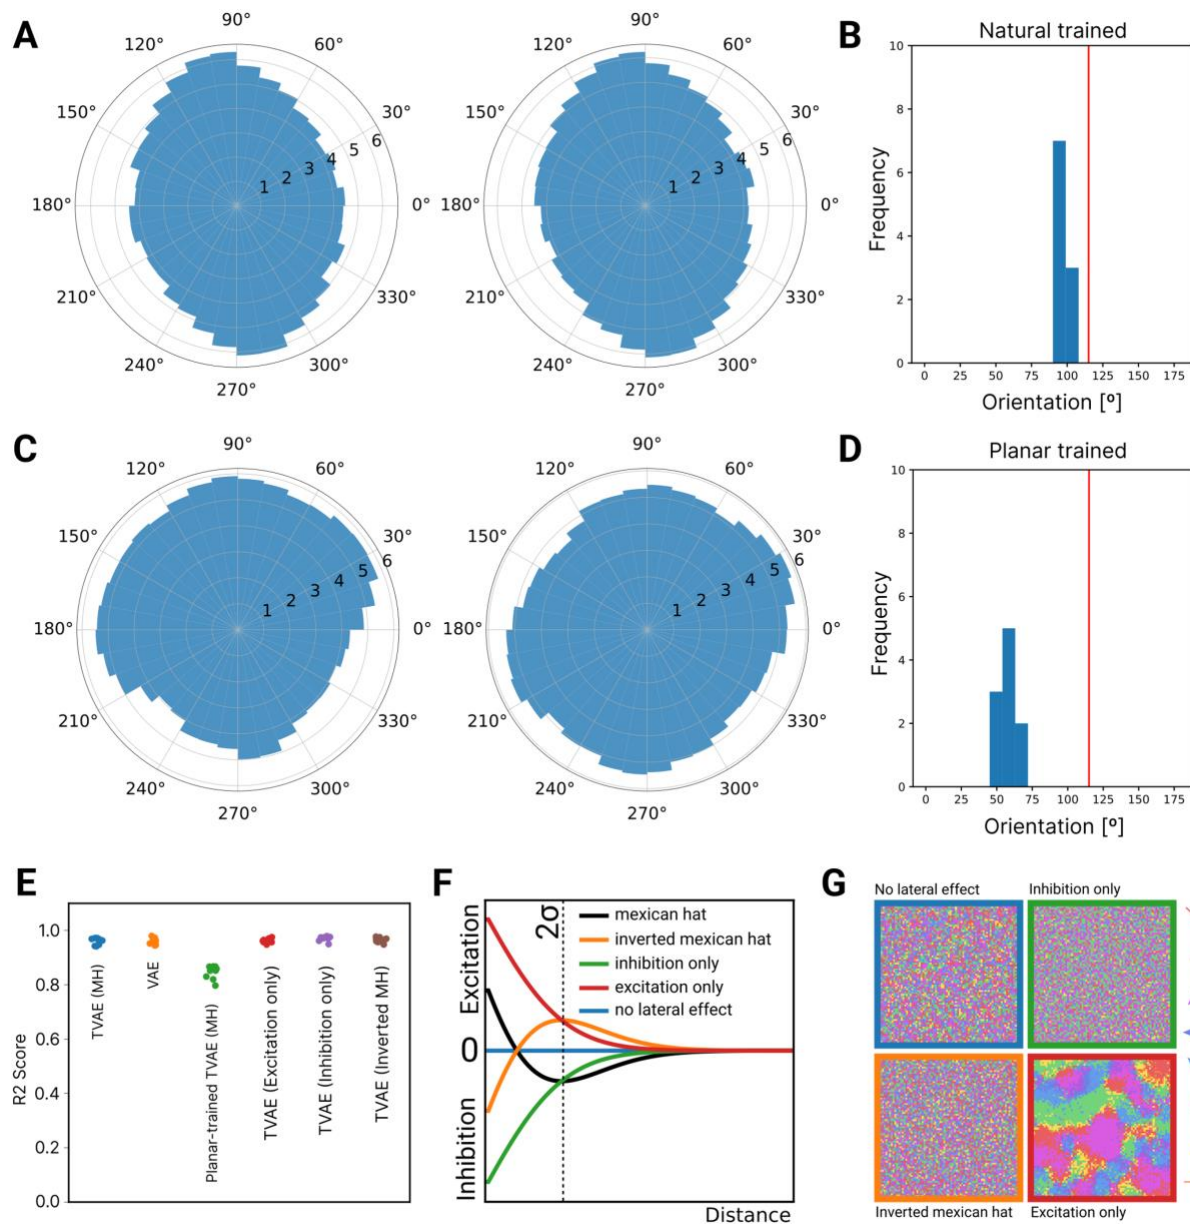 A
90°
120°
60°
150°
30°
180°
0°
210°
330°
240°
300°
270°
1
2
3
4
5
6
90°
120°
60°
150°
30°
180°
0°
210°
330°
240°
300°
270°
1
2
3
4
5
6
B
Natural trained
10
8
6
4
2
0
Frequency
0 25 50 75 100 125 150 175
Orientation [º]
C
90°
120°
60°
150°
30°
180°
0°
210°
330°
240°
300°
270°
1
2
3
4
5
6
90°
120°
60°
150°
30°
180°
0°
210°
330°
240°
300°
270°
1
2
3
4
5
6
D
Planar trained
10
8
6
4
2
0
Frequency
0 25 50 75 100 125 150 175
Orientation [º]
E
1.0
0.8
0.6
0.4
0.2
0.0
R2 Score
TVAE (MH)
VAE
Planar-trained TVAE (MH)
TVAE (Excitation only)
TVAE (Inhibition only)
TVAE (Inverted MH)
F
Excitation
0
Inhibition
2σ
mexican hat
inverted mexican hat
inhibition only
excitation only
no lateral effect
Distance
G
No lateral effect
Inhibition only
Inverted mexican hat
Excitation only